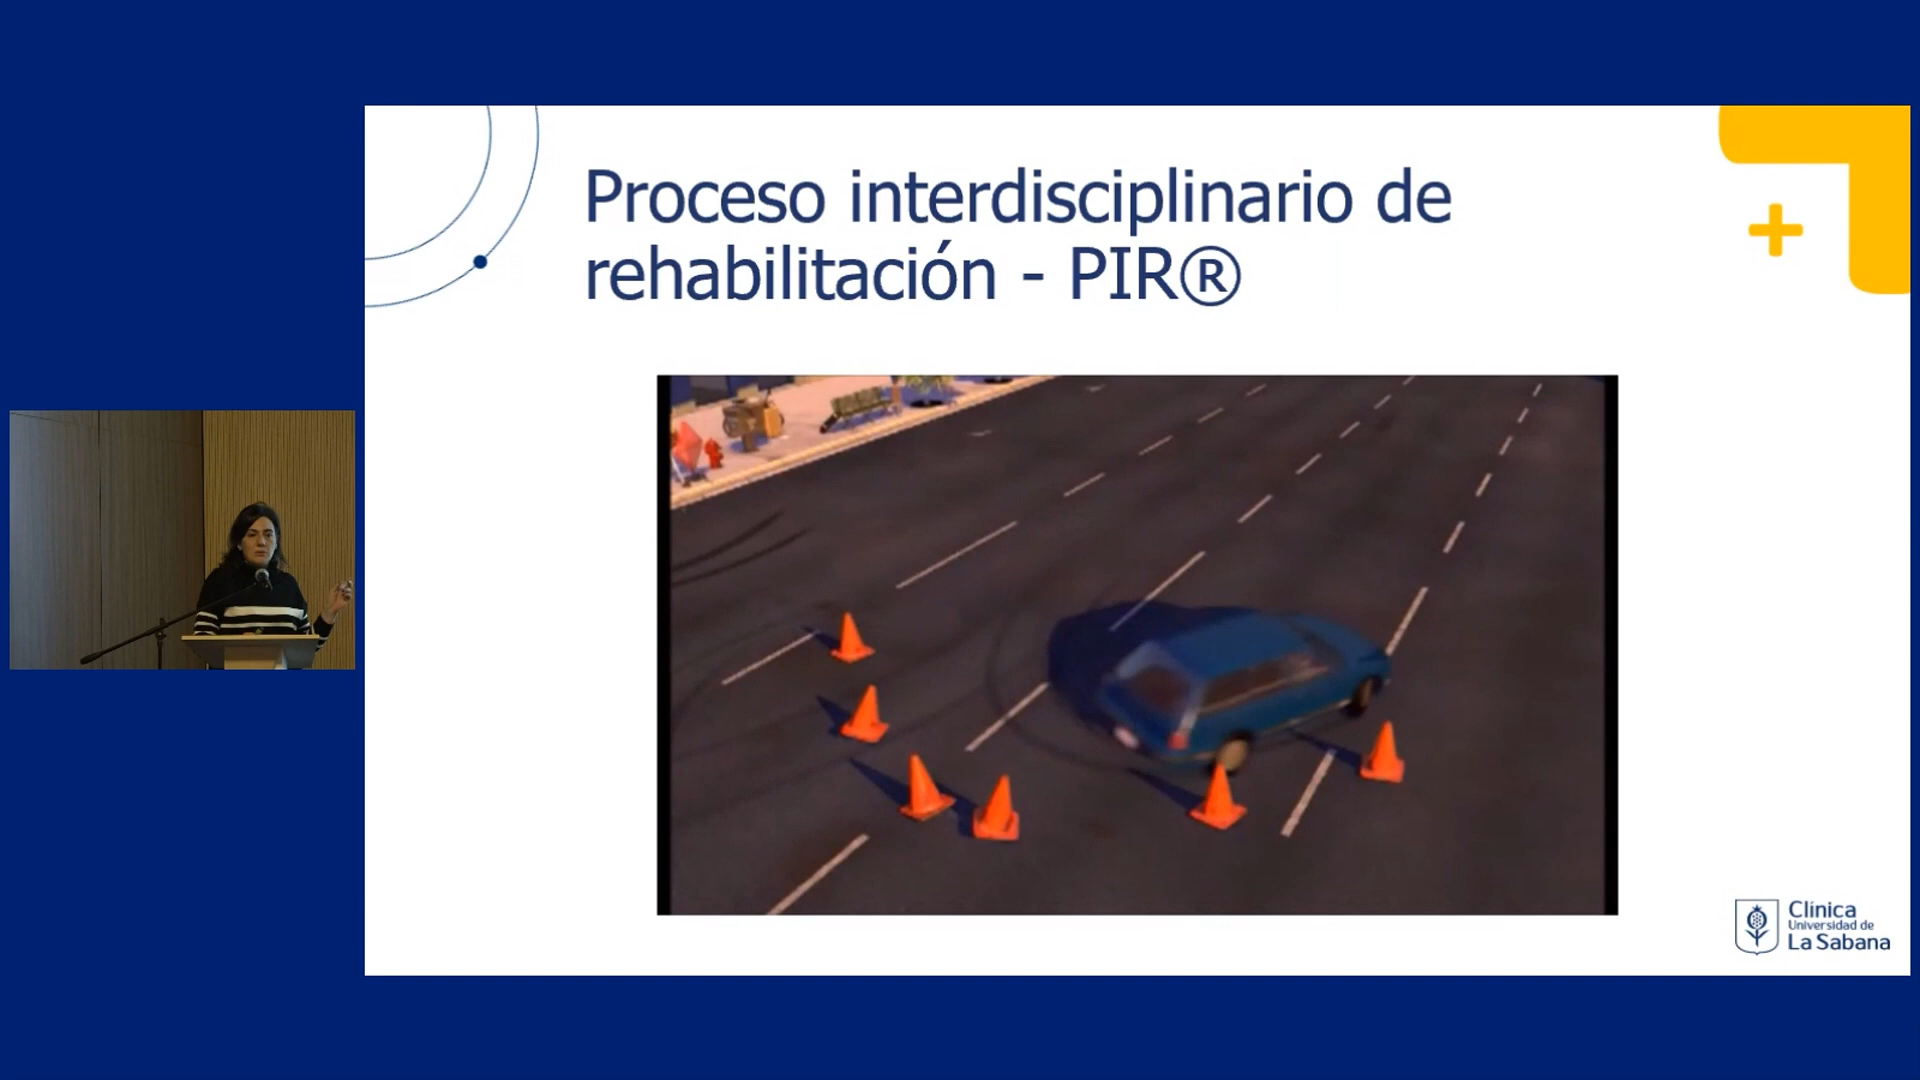 Proceso interdisciplinario de
rehabilitación - PIR®
Clínica
Universidad de
La Sabana